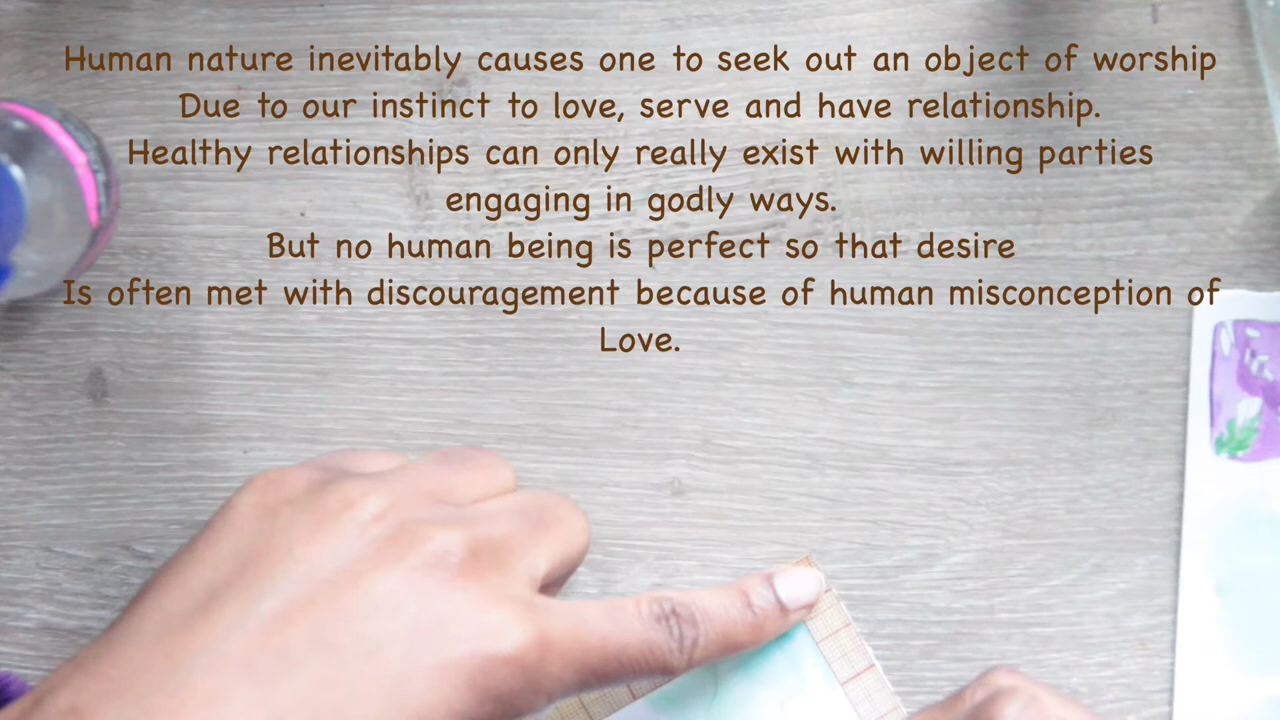 Human nature inevitably causes one to seek out an object of worship
Due to our instinct to love, serve and have relationship.
Healthy relationships can only really exist with willing parties
engaging in godly ways.
But no human being is perfect so that desire
Is often met with discouragement because of human misconception of
Love.